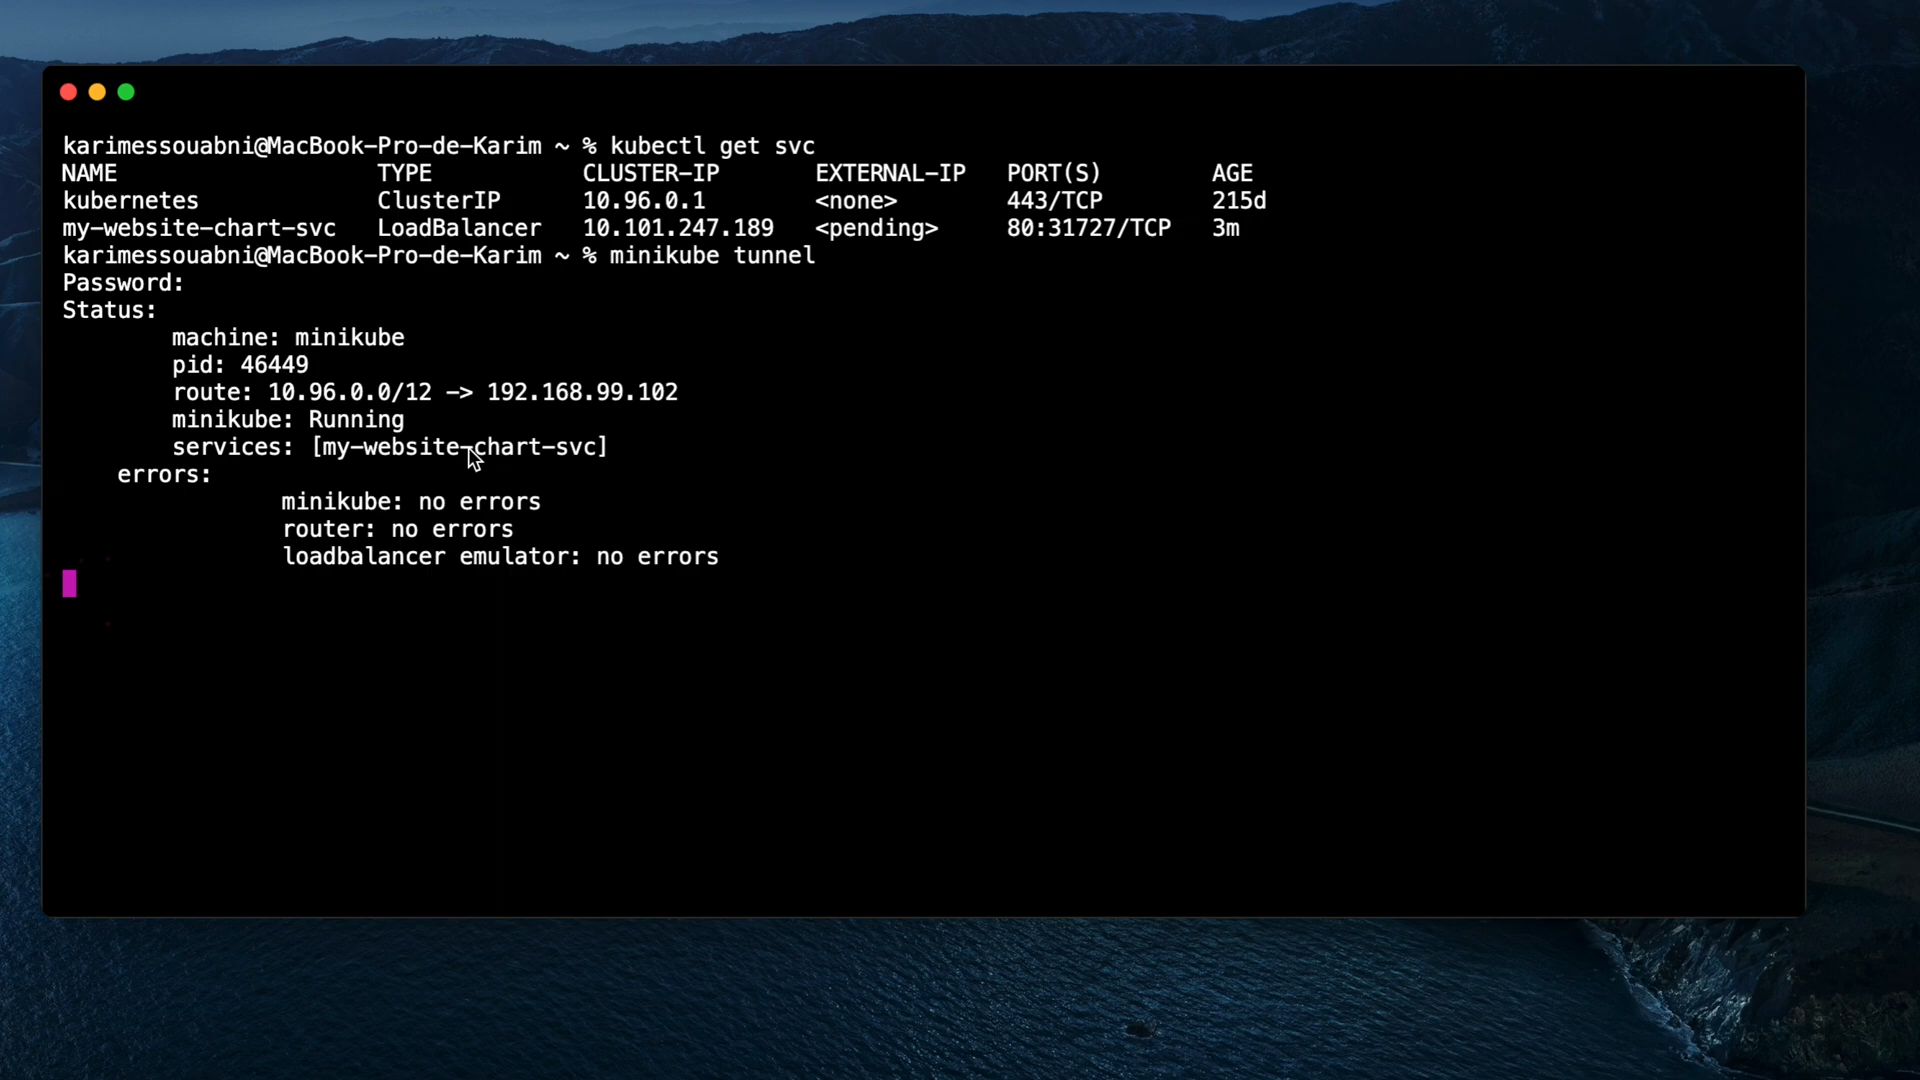 karimessouabni@MacBook-Pro-de-Karim ~ % kubectl get svc
NAME TYPE CLUSTER-IP EXTERNAL-IP PORT(S) AGE
kubernetes ClusterIP 10.96.0.1 <none> 443/TCP 215d
my-website-chart-svc LoadBalancer 10.101.247.189 <pending> 80:31727/TCP 3m
karimessouabni@MacBook-Pro-de-Karim ~ % minikube tunnel
Password:
Status:
machine: minikube
pid: 46449
route: 10.96.0.0/12 -> 192.168.99.102
minikube: Running
services: [my-website-chart-svc]
errors:
minikube: no errors
router: no errors
loadbalancer emulator: no errors